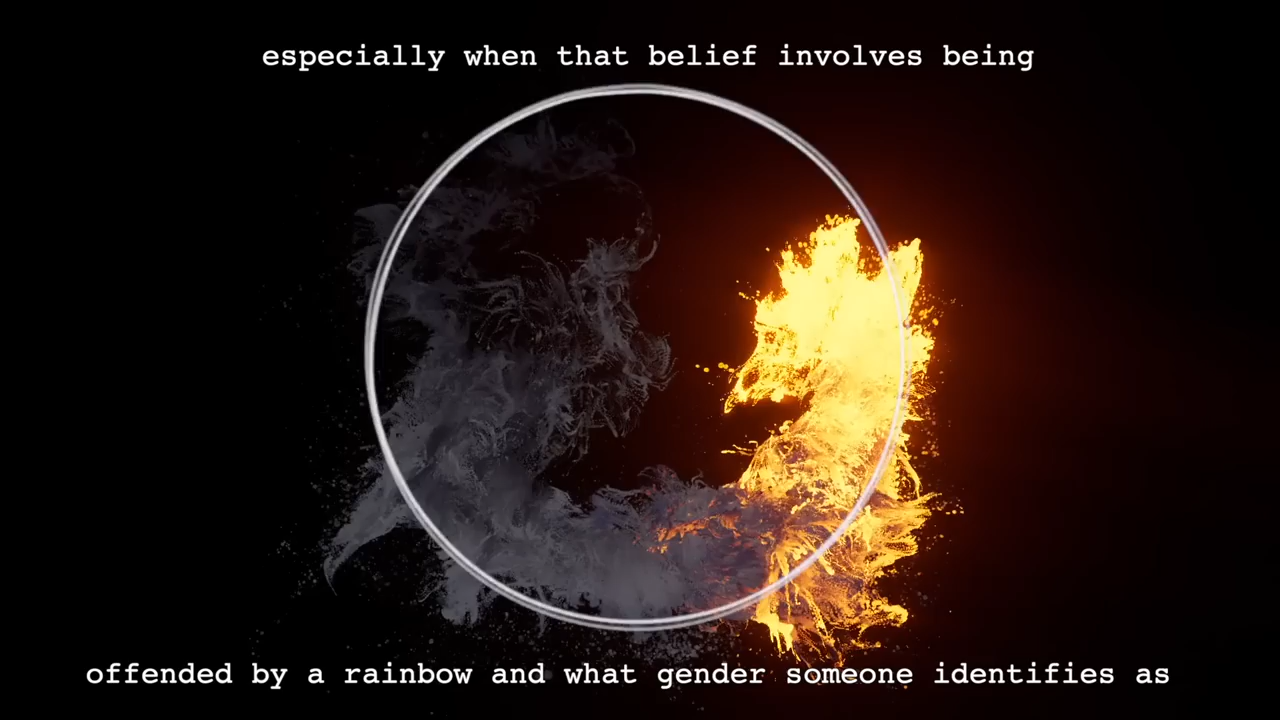 especially when that belief involves being
offended by a rainbow and what gender someone identifies as